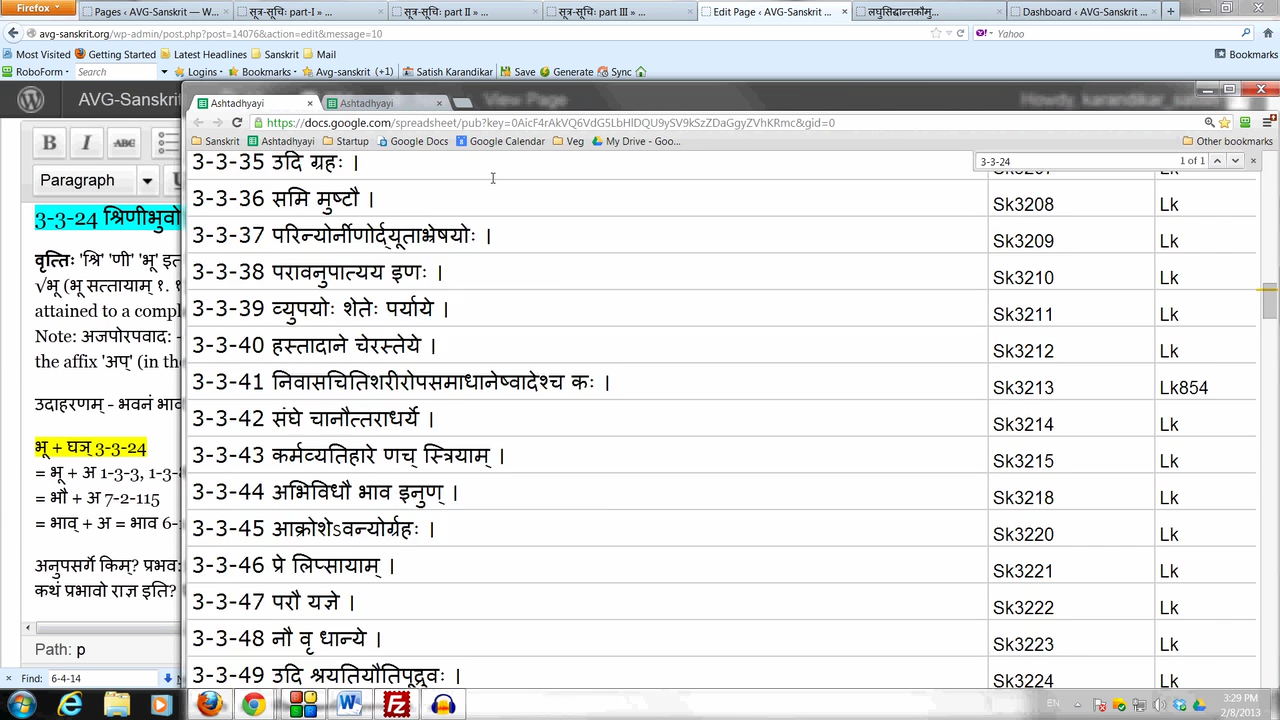 Firefox
Pages ‹ AVG-Sanskrit — W...
सूत्र-सूचिः part-I » ...
सूत्र-सूचिः part II » ...
सूत्र-सूचिः part III » ...
Edit Page ‹ AVG-Sanskrit ...
लघुसिद्धान्तकौमु...
Dashboard ‹ AVG-Sanskrit ...
avg-sanskrit.org/wp-admin/post.php?post=14076&action=edit&message=10
Yahoo
Most Visited Getting Started Latest Headlines Sanskrit Mail
Bookmarks
RoboForm Search Logins Bookmarks Avg-sanskrit (+1) Satish Karandikar Save Generate Sync
AVG-Sanskrit
View Page
Ashtadhyayi
Ashtadhyayi
https://docs.google.com/spreadsheet/pub?key=0AicF4rAkVQ6VdG5LbHlDQU9ySV9kSzZDaGgyZVhKRmc&gid=0
Sanskrit Ashtadhyayi Startup Google Docs Google Calendar Veg My Drive - Goo...
Other bookmarks
3-3-24 1 of 1
B I ABC
Paragraph U
3-3-24 श्रिणीभुवो
वृत्तिः 'श्रि' 'णी' 'भू'
√भू (भू सत्तायाम् १.
attained to a compl
Note: अजपोरपवादः -
the affix 'अप्' (in the
उदाहरणम् - भवनं भाव
भू + घञ् 3-3-24
= भू + अ 1-3-3,
= भौ + अ 7-2-115
= भाव् + अ = भाव
अनुपसर्गे किम्? प्रभवः
कथं प्रभावो राज्ञ इति?
Path: p
Find: 6-4-14
3-3-35 उदि ग्रहः ।
3-3-36 समि मुष्टौ । Sk3208 Lk
3-3-37 परिन्योर्नीणोर्द्यूताभ्रेषयोः । Sk3209 Lk
3-3-38 परावनुपात्यय इणः । Sk3210 Lk
3-3-39 व्युपयोः शेतेः पर्याये । Sk3211 Lk
3-3-40 हस्तादाने चेरस्तेये । Sk3212 Lk
3-3-41 निवासचितिशरीरोपसमाधानेष्वादेश्च कः । Sk3213 Lk854
3-3-42 संघे चानौत्तराधर्ये । Sk3214 Lk
3-3-43 कर्मव्यतिहारे णच् स्त्रियाम् । Sk3215 Lk
3-3-44 अभिविधौ भाव इनुण् । Sk3218 Lk
3-3-45 आक्रोशेऽवन्योर्ग्रहः । Sk3220 Lk
3-3-46 प्रे लिप्सायाम् । Sk3221 Lk
3-3-47 परौ यज्ञे । Sk3222 Lk
3-3-48 नौ वृ धान्ये । Sk3223 Lk
3-3-49 उदि श्रयतियौतिपूद्रुवः । Sk3224 Lk
EN
3:29 PM
2/8/2013